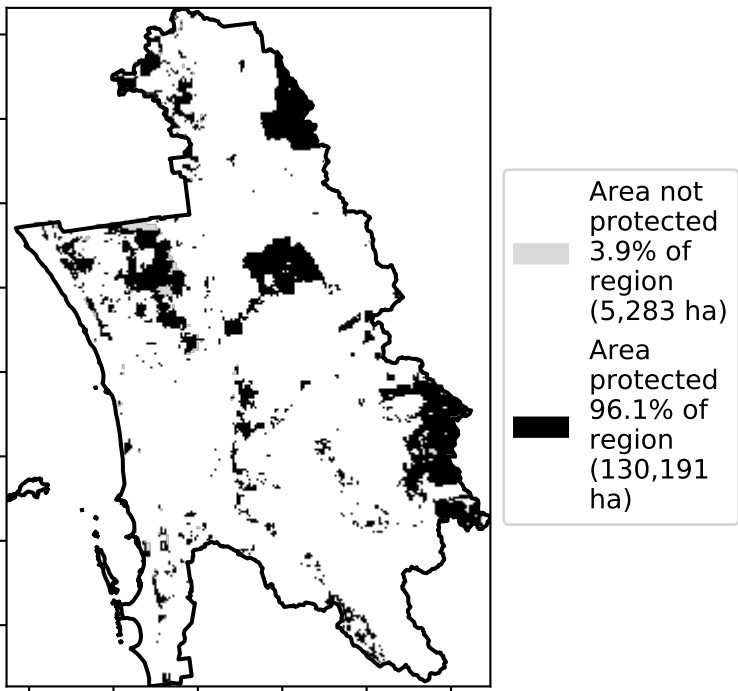 Area not
protected
3.9% of
region
(5,283 ha)
Area
protected
96.1% of
region
(130,191
ha)